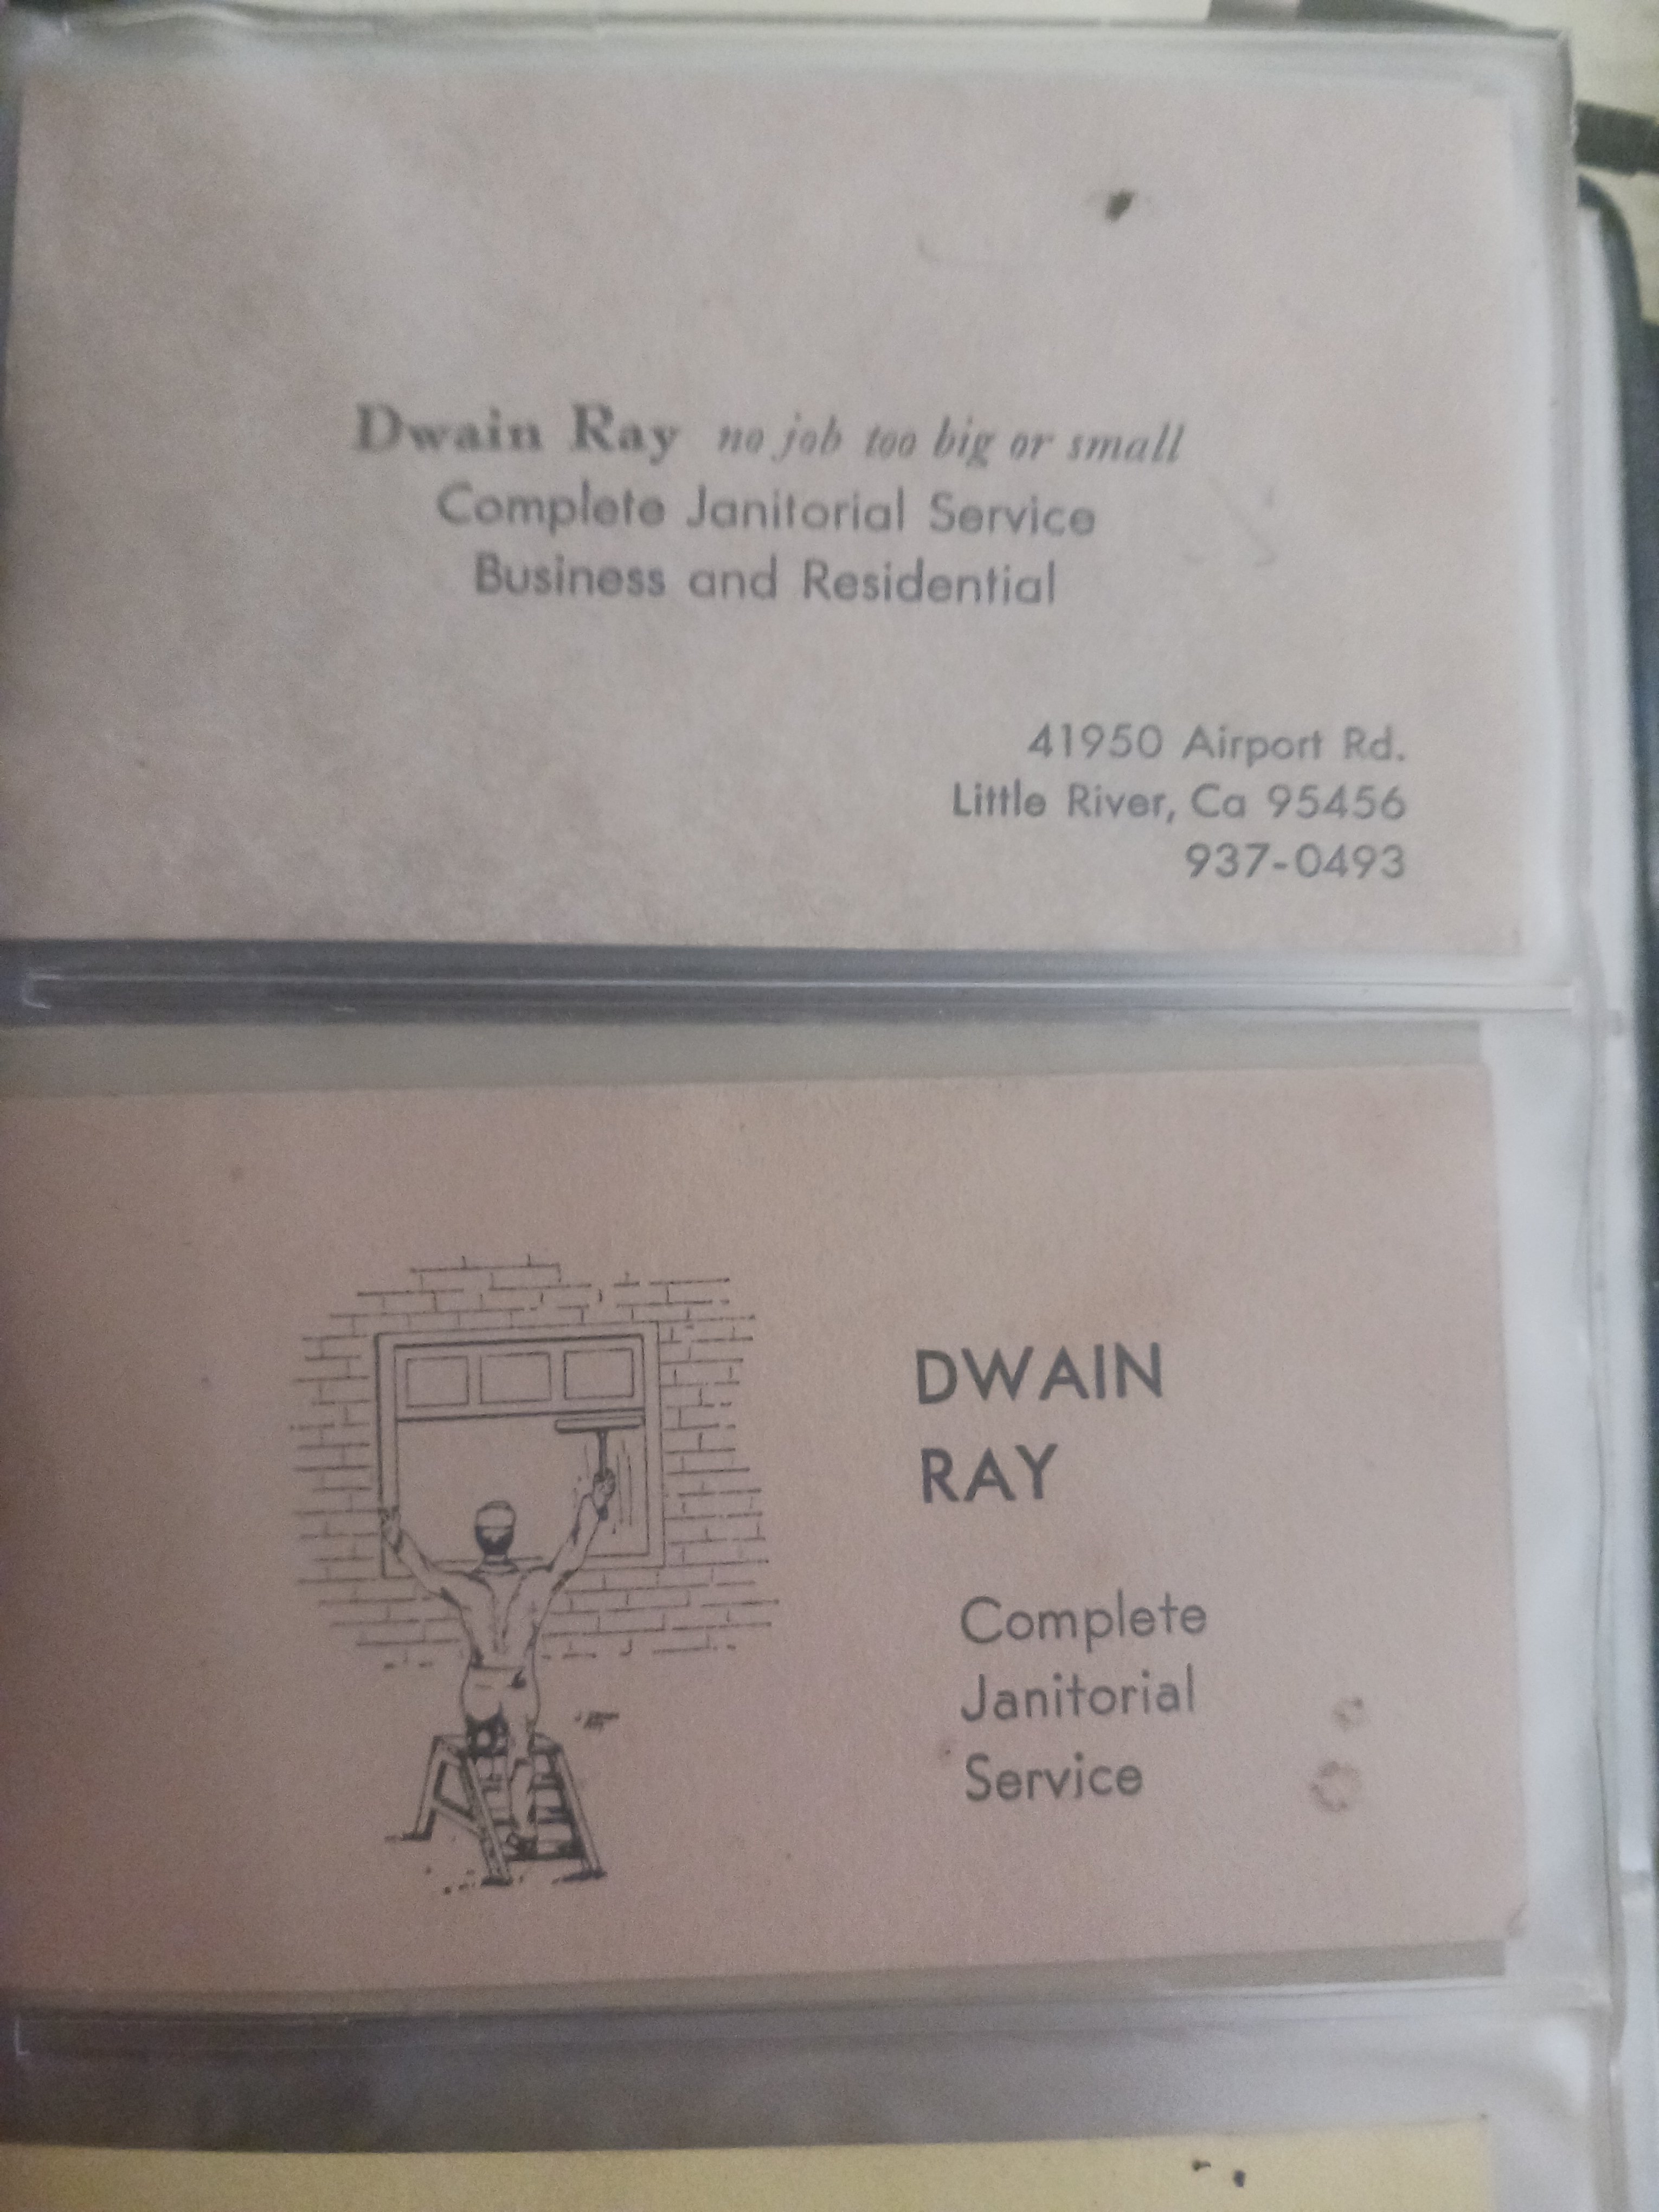 Dwain Ray no job too big or small
Complete Janitorial Service
Business and Residential
41950 Airport Rd.
Little River, Ca 95456
937-0493
DWAIN
RAY
Complete
Janitorial
Service